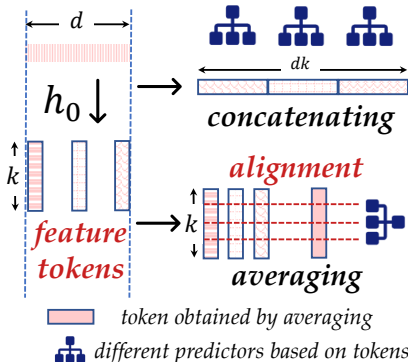 d
h₀
k
feature
tokens
dk
concatenating
alignment
k
averaging
token obtained by averaging
different predictors based on tokens